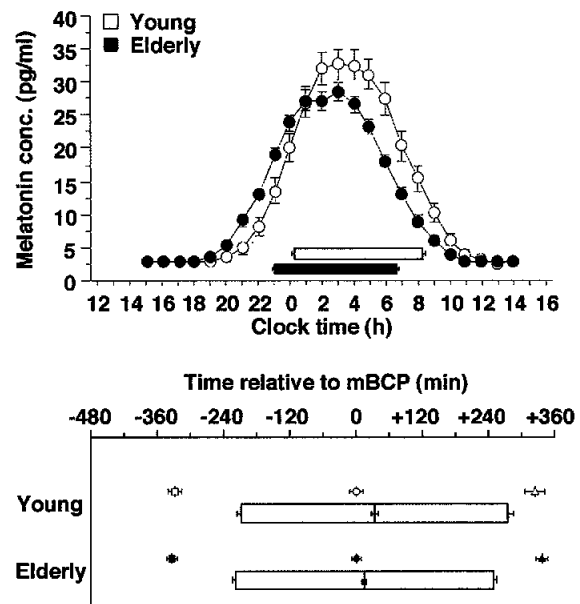 Young
Elderly
Melatonin conc. (pg/ml)
40
35
30
25
20
15
10
5
0
12 14 16 18 20 22 0 2 4 6 8 10 12 14 16
Clock time (h)
Time relative to mBCP (min)
-480 -360 -240 -120 0 +120 +240 +360
Young
Elderly